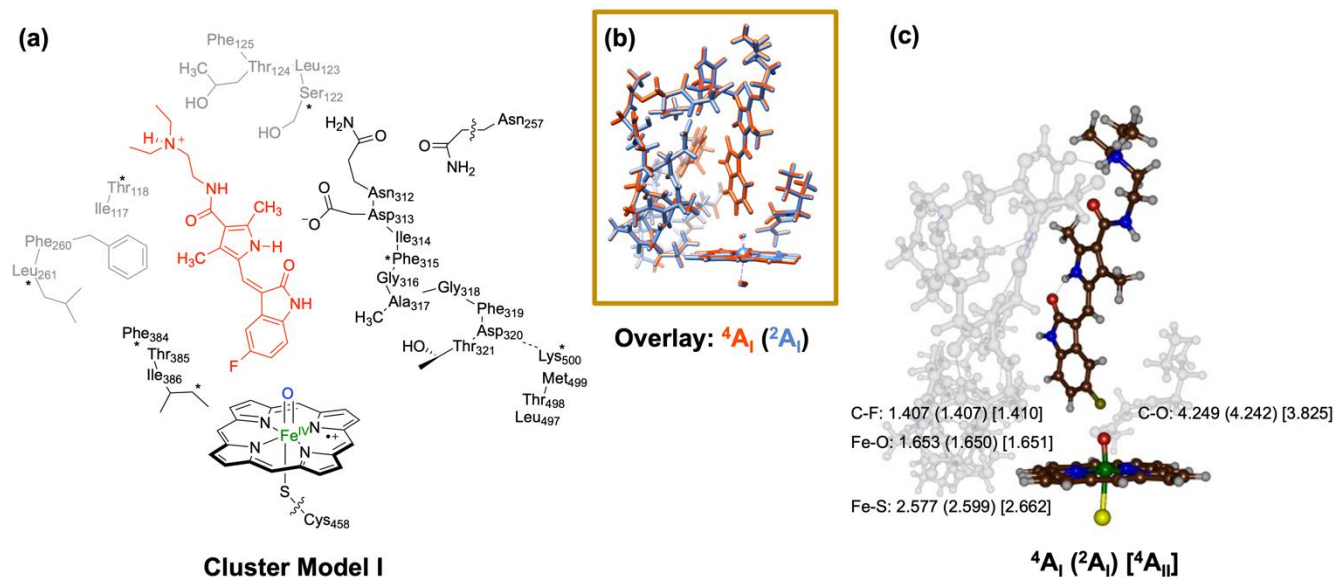 (a)
Phe125
H3C
Thr124
Leu123
HO
Ser122
*
HO
H2N
O
Asn257
O
NH2
H
N
+
NH
O
CH3
Thr118
*
Ile117
Asn312
O
−O
Asp313
Ile314
*Phe315
N
H
H3C
Phe260
Leu261
*
O
NH
F
Gly316
Ala317
H3C
Gly318
Phe319
Asp320
HO
Thr321
Lys500
*
Met499
Thr498
Leu497
Phe384
*
Thr385
Ile386
*
O
FeIV
•+
N
N
N
N
S
Cys458
Cluster Model I
(b)
Overlay: 4AI (2AI)
(c)
C-F: 1.407 (1.407) [1.410]
C-O: 4.249 (4.242) [3.825]
Fe-O: 1.653 (1.650) [1.651]
Fe-S: 2.577 (2.599) [2.662]
4AI (2AI) [4AII]